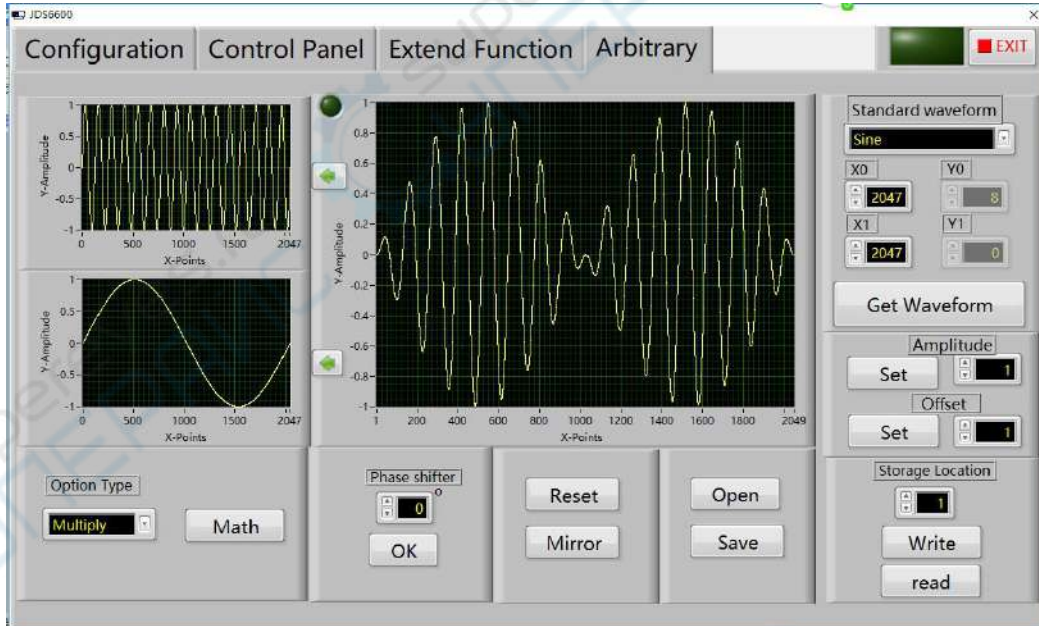 JDS6600
Configuration
Control Panel
Extend Function
Arbitrary
EXIT
1
0.5
0
-0.5
-1
Y-Amplitude
0 500 1000 1500 2047
X-Points
1
0.5
0
-0.5
-1
Y-Amplitude
0 500 1000 1500 2047
X-Points
1
0.8
0.6
0.4
0.2
0
-0.2
-0.4
-0.6
-0.8
-1
Y-Amplitude
1 200 400 600 800 1000 1200 1400 1600 1800 2049
X-Points
Standard waveform
Sine
X0 Y0
2047 8
X1 Y1
2047 0
Get Waveform
Amplitude
Set 1
Offset
Set 1
Option Type
Multiply
Math
Phase shifter
0 °
OK
Reset
Mirror
Open
Save
Storage Location
1
Write
read